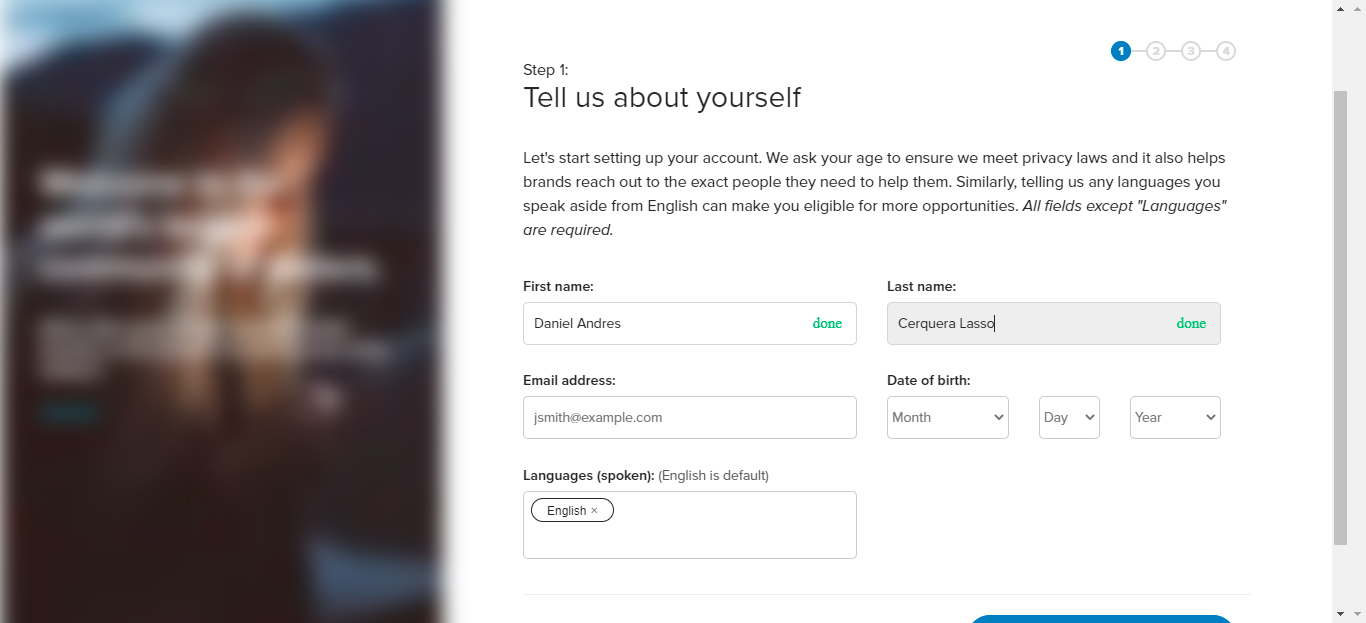 1 2 3 4
Step 1:
Tell us about yourself
Let's start setting up your account. We ask your age to ensure we meet privacy laws and it also helps
brands reach out to the exact people they need to help them. Similarly, telling us any languages you
speak aside from English can make you eligible for more opportunities. All fields except "Languages"
are required.
First name: Last name:
Daniel Andres done Cerquera Lasso done
Email address: Date of birth:
jsmith@example.com Month Day Year
Languages (spoken): (English is default)
English ×